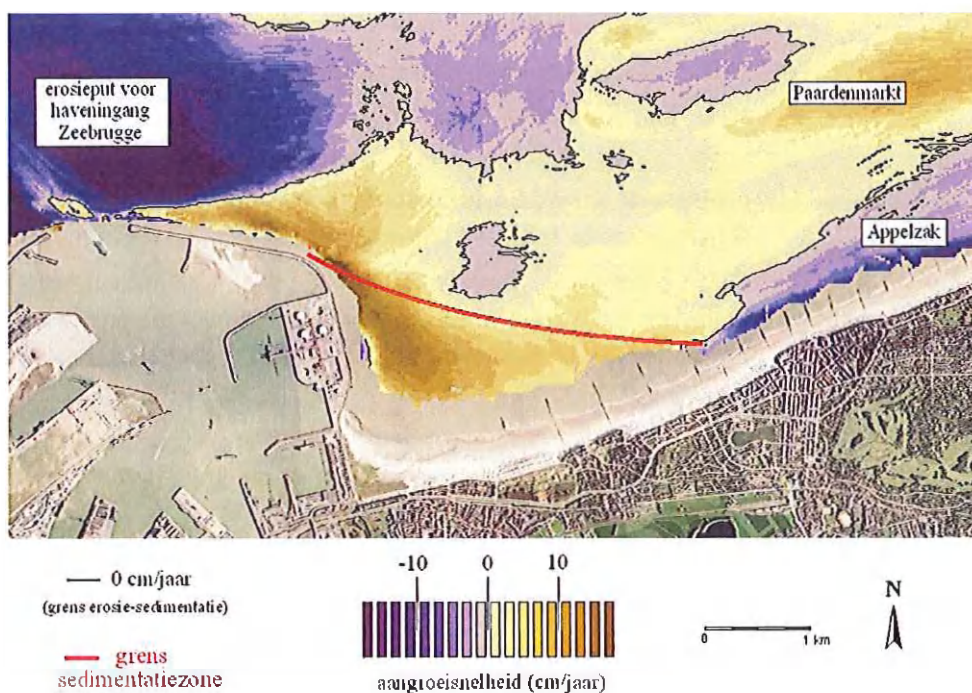 erosieput voor
haveningang
Zeebrugge
Paardenmarkt
Appelzak
0 cm/jaar
(grens erosie-sedimentatie)
grens
sedimentatiezone
-10 0 10
aangroeisnelheid (cm/jaar)
0 1 km
N